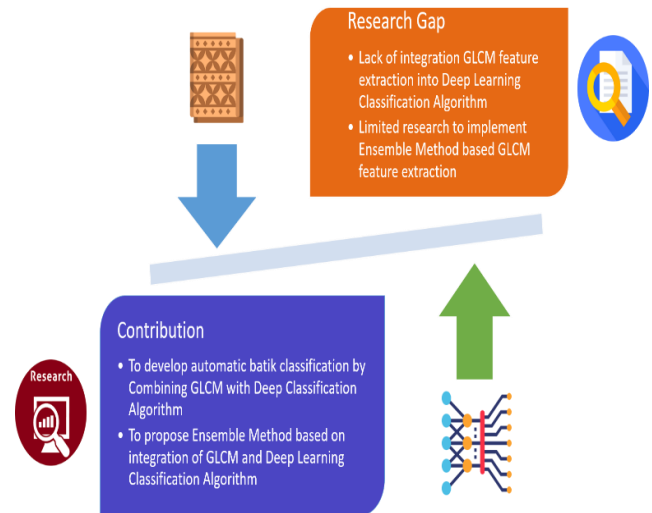 Research Gap
• Lack of integration GLCM feature
extraction into Deep Learning
Classification Algorithm
• Limited research to implement
Ensemble Method based GLCM
feature extraction
Contribution
• To develop automatic batik classification by
Combining GLCM with Deep Classification
Algorithm
• To propose Ensemble Method based on
integration of GLCM and Deep Learning
Classification Algorithm
Research